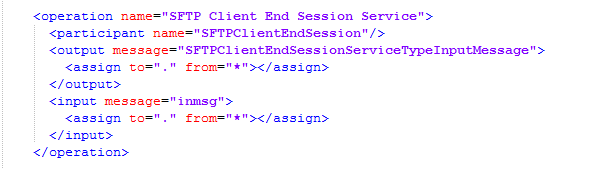 <operation name="SFTP Client End Session Service">
<participant name="SFTPClientEndSession"/>
<output message="SFTPClientEndSessionServiceTypeInputMessage">
<assign to="." from="*"></assign>
</output>
<input message="inmsg">
<assign to="." from="*"></assign>
</input>
</operation>